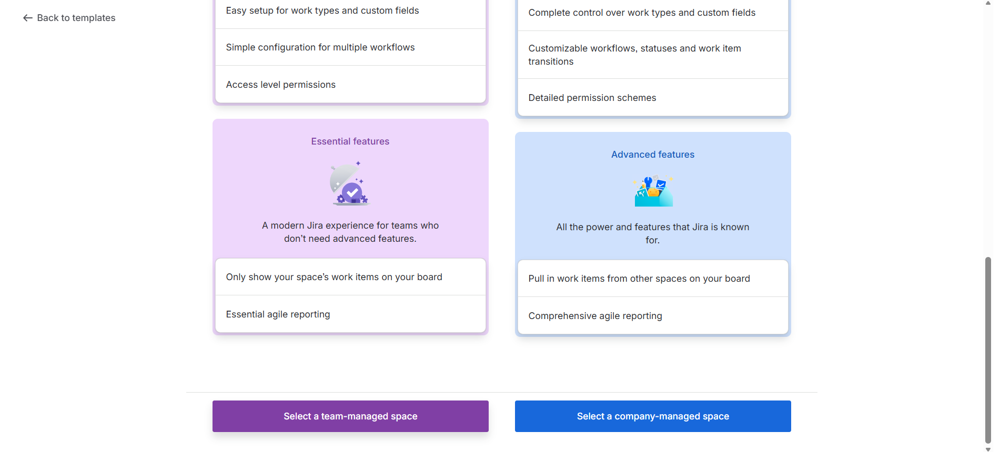 Back to templates
Easy setup for work types and custom fields
Simple configuration for multiple workflows
Access level permissions
Essential features
A modern Jira experience for teams who
don’t need advanced features.
Only show your space’s work items on your board
Essential agile reporting
Select a team-managed space
Complete control over work types and custom fields
Customizable workflows, statuses and work item
transitions
Detailed permission schemes
Advanced features
All the power and features that Jira is known
for.
Pull in work items from other spaces on your board
Comprehensive agile reporting
Select a company-managed space